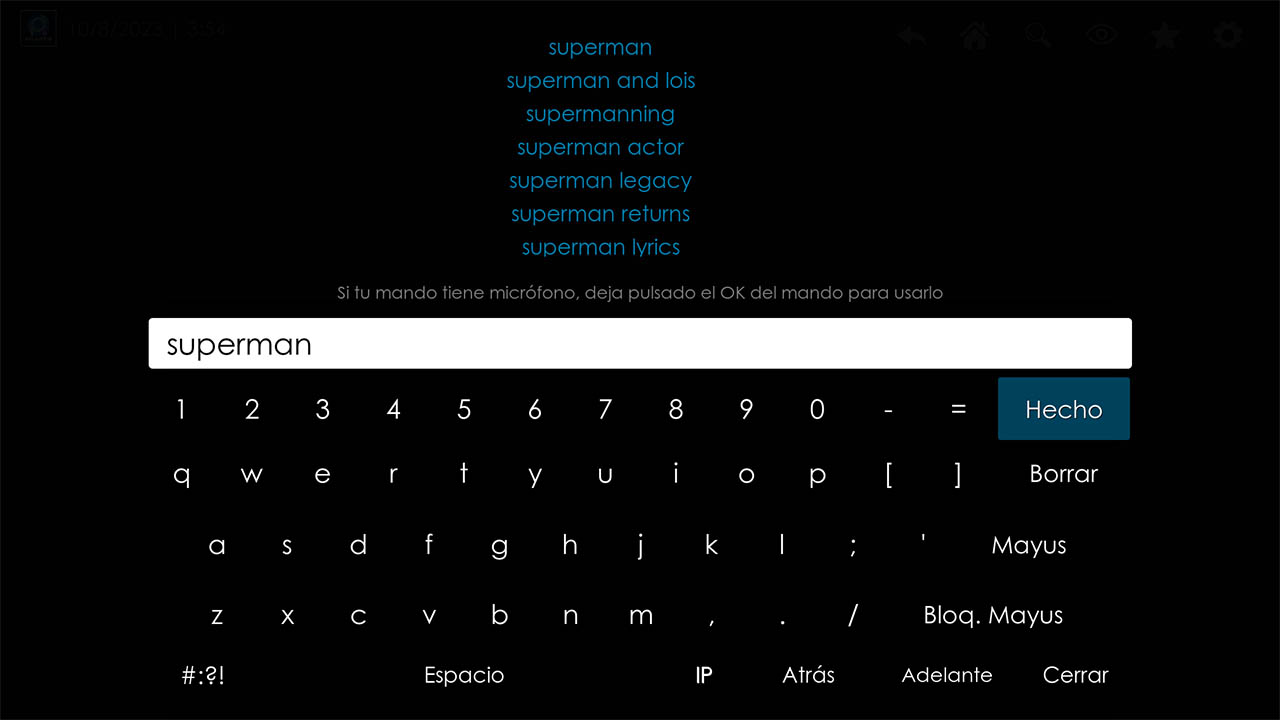 10/8/2023 | 3:54
superman
superman and lois
supermanning
superman actor
superman legacy
superman returns
superman lyrics
Si tu mando tiene micrófono, deja pulsado el OK del mando para usarlo
superman
1 2 3 4 5 6 7 8 9 0 - = Hecho
q w e r t y u i o p [ ] Borrar
a s d f g h j k l ; ' Mayus
z x c v b n m , . / Bloq. Mayus
#:?! Espacio IP Atrás Adelante Cerrar